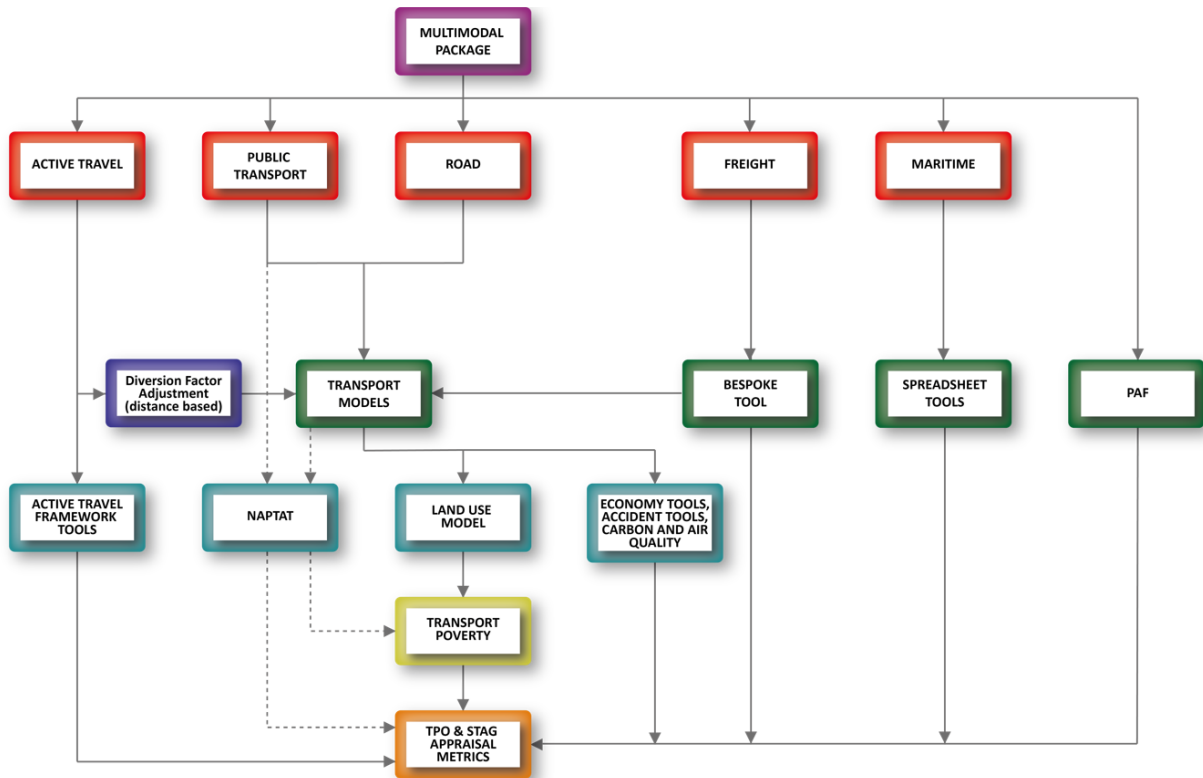 MULTIMODAL
PACKAGE
ACTIVE TRAVEL
PUBLIC
TRANSPORT
ROAD
FREIGHT
MARITIME
Diversion Factor
Adjustment
(distance based)
TRANSPORT
MODELS
BESPOKE
TOOL
SPREADSHEET
TOOLS
PAF
ACTIVE TRAVEL
FRAMEWORK
TOOLS
NAPTAT
LAND USE
MODEL
ECONOMY TOOLS,
ACCIDENT TOOLS,
CARBON AND AIR
QUALITY
TRANSPORT
POVERTY
TPO & STAG
APPRAISAL
METRICS